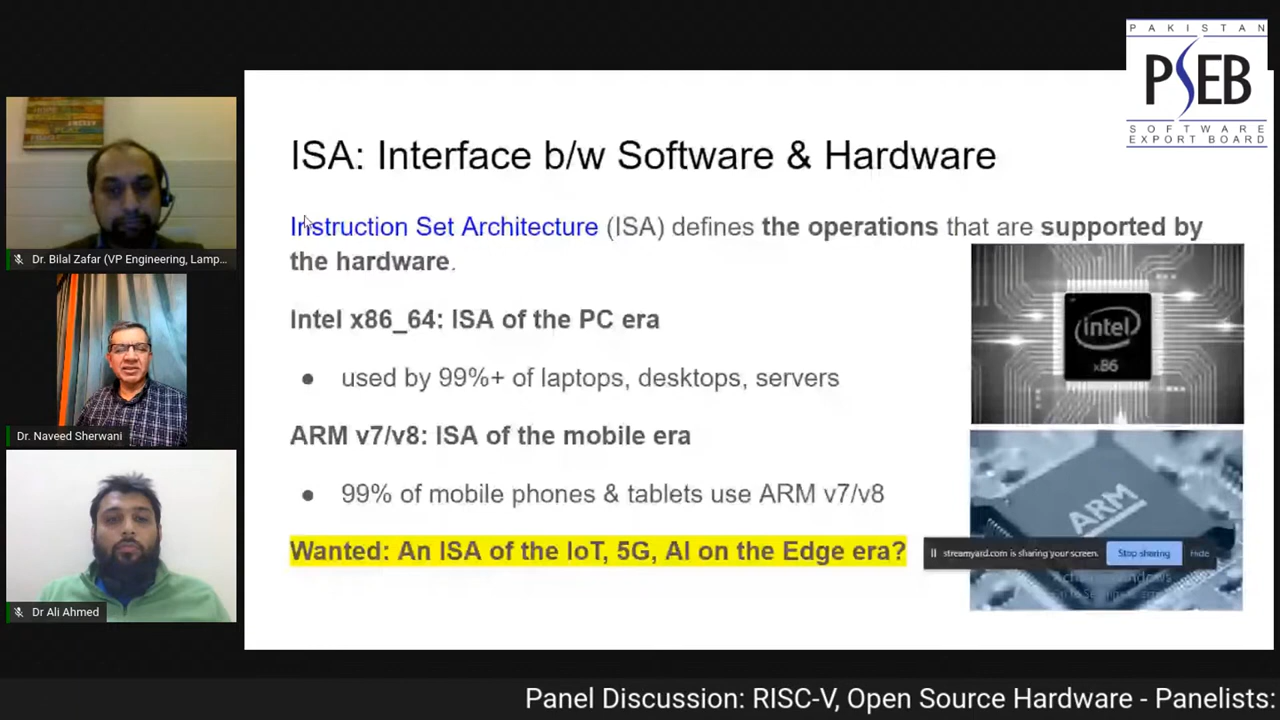 PAKISTAN
PSEB
SOFTWARE
EXPORT BOARD
ISA: Interface b/w Software & Hardware
Instruction Set Architecture (ISA) defines the operations that are supported by
the hardware.
Intel x86_64: ISA of the PC era
● used by 99%+ of laptops, desktops, servers
ARM v7/v8: ISA of the mobile era
● 99% of mobile phones & tablets use ARM v7/v8
Wanted: An ISA of the IoT, 5G, AI on the Edge era?
intel
x86
ARM
streamyard.com is sharing your screen.
Stop sharing
Hide
Dr. Bilal Zafar (VP Engineering, Lamp...
Dr. Naveed Sherwani
Dr Ali Ahmed
Panel Discussion: RISC-V, Open Source Hardware - Panelists: